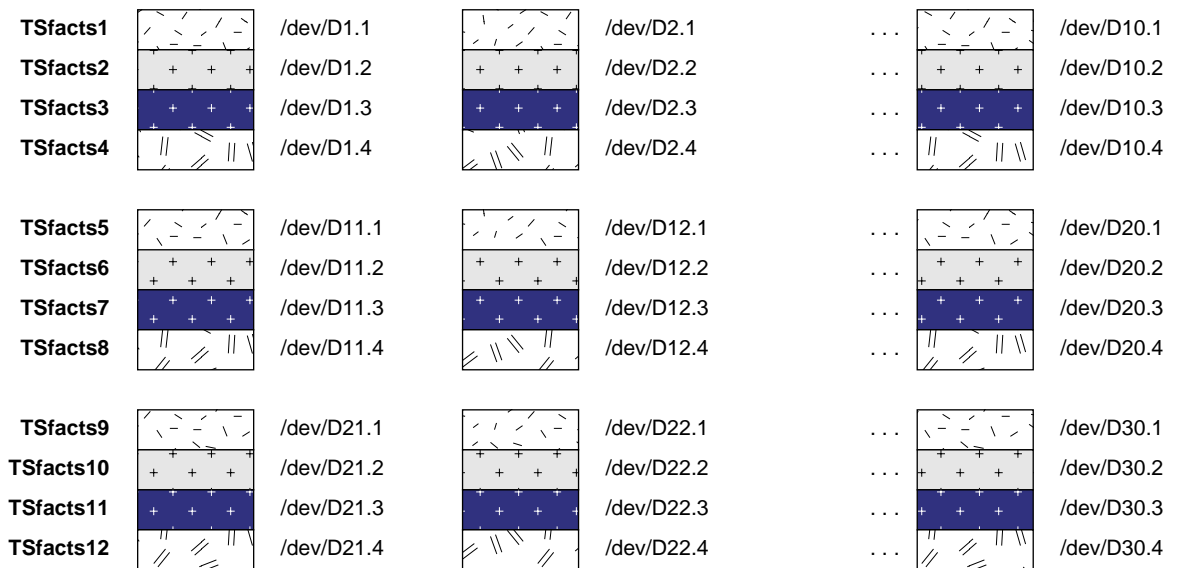 TSfacts1 /dev/D1.1 /dev/D2.1 . . . /dev/D10.1
TSfacts2 /dev/D1.2 /dev/D2.2 . . . /dev/D10.2
TSfacts3 /dev/D1.3 /dev/D2.3 . . . /dev/D10.3
TSfacts4 /dev/D1.4 /dev/D2.4 . . . /dev/D10.4
TSfacts5 /dev/D11.1 /dev/D12.1 . . . /dev/D20.1
TSfacts6 /dev/D11.2 /dev/D12.2 . . . /dev/D20.2
TSfacts7 /dev/D11.3 /dev/D12.3 . . . /dev/D20.3
TSfacts8 /dev/D11.4 /dev/D12.4 . . . /dev/D20.4
TSfacts9 /dev/D21.1 /dev/D22.1 . . . /dev/D30.1
TSfacts10 /dev/D21.2 /dev/D22.2 . . . /dev/D30.2
TSfacts11 /dev/D21.3 /dev/D22.3 . . . /dev/D30.3
TSfacts12 /dev/D21.4 /dev/D22.4 . . . /dev/D30.4